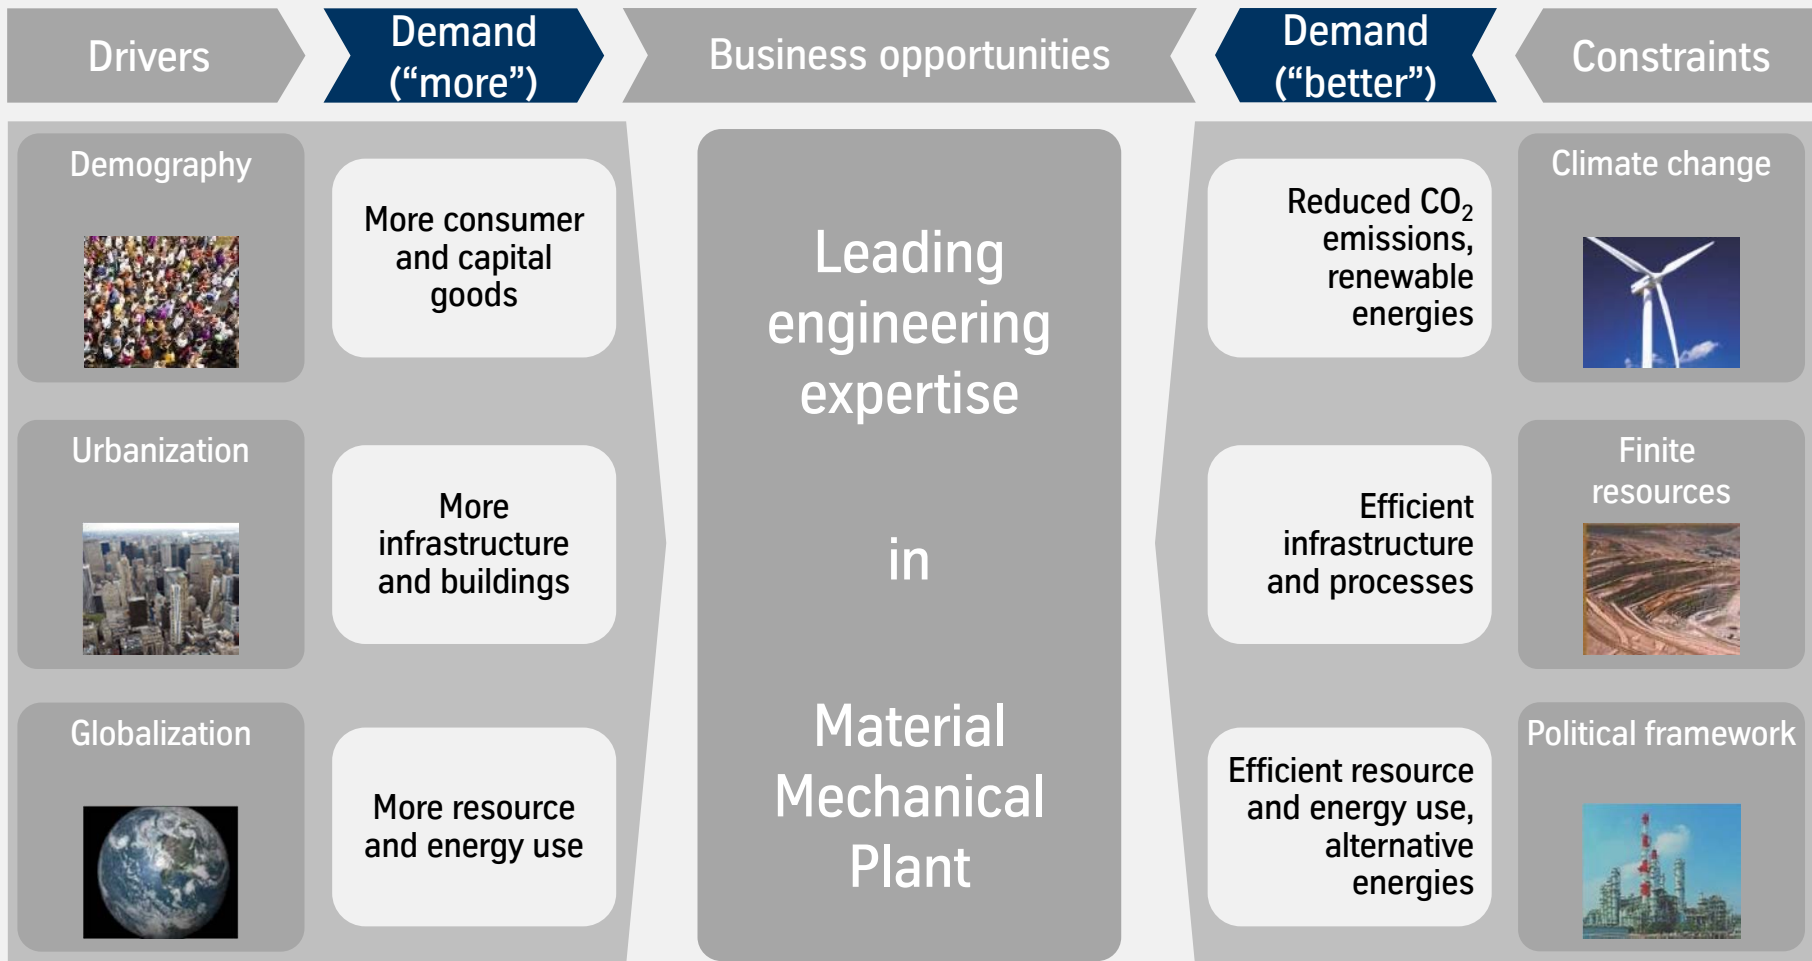 Drivers
Demand
(“more”)
Business opportunities
Demand
(“better”)
Constraints
Demography
More consumer
and capital
goods
Urbanization
More
infrastructure
and buildings
Globalization
More resource
and energy use
Leading
engineering
expertise
in
Material
Mechanical
Plant
Reduced CO₂
emissions,
renewable
energies
Climate change
Efficient
infrastructure
and processes
Finite
resources
Efficient resource
and energy use,
alternative
energies
Political framework